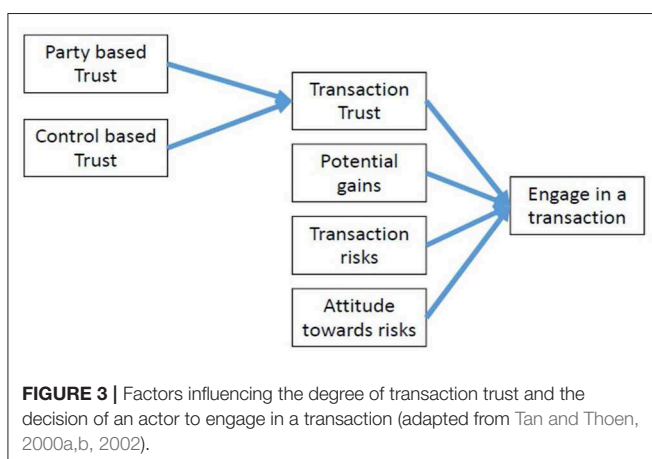 Party based
Trust
Control based
Trust
Transaction
Trust
Potential
gains
Transaction
risks
Attitude
towards risks
Engage in a
transaction
FIGURE 3 | Factors influencing the degree of transaction trust and the
decision of an actor to engage in a transaction (adapted from Tan and Thoen,
2000a,b, 2002).